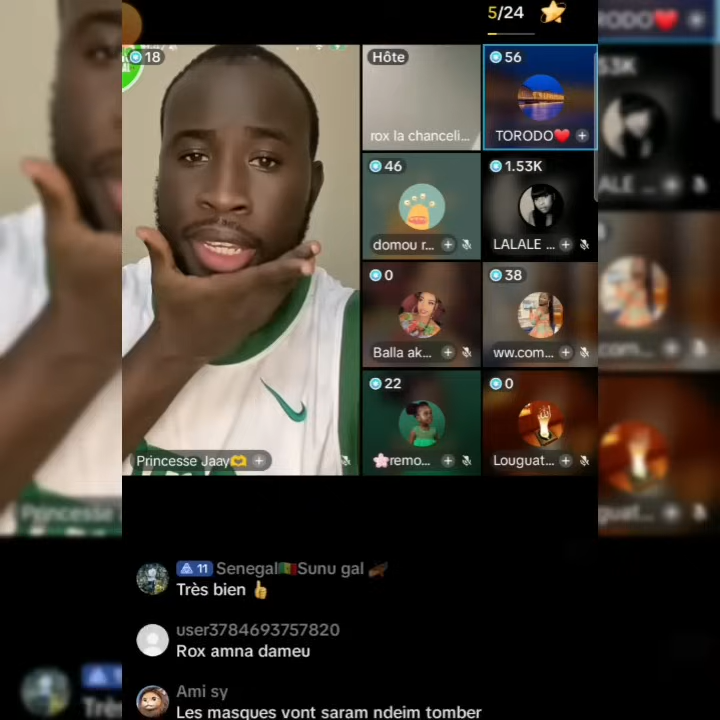 5/24
18
Hôte
rox la chanceli...
56
TORODO❤️ +
46
domou r... +
1.53K
LALALE ... +
0
Balla ak... +
38
ww.com... +
22
🌸remo... +
0
Louguat... +
Princesse Jaay🫶 +
11 Senegal🇸🇳Sunu gal
Très bien 👍
user3784693757820
Rox amna dameu
Ami sy
Les masques vont saram ndeim tomber